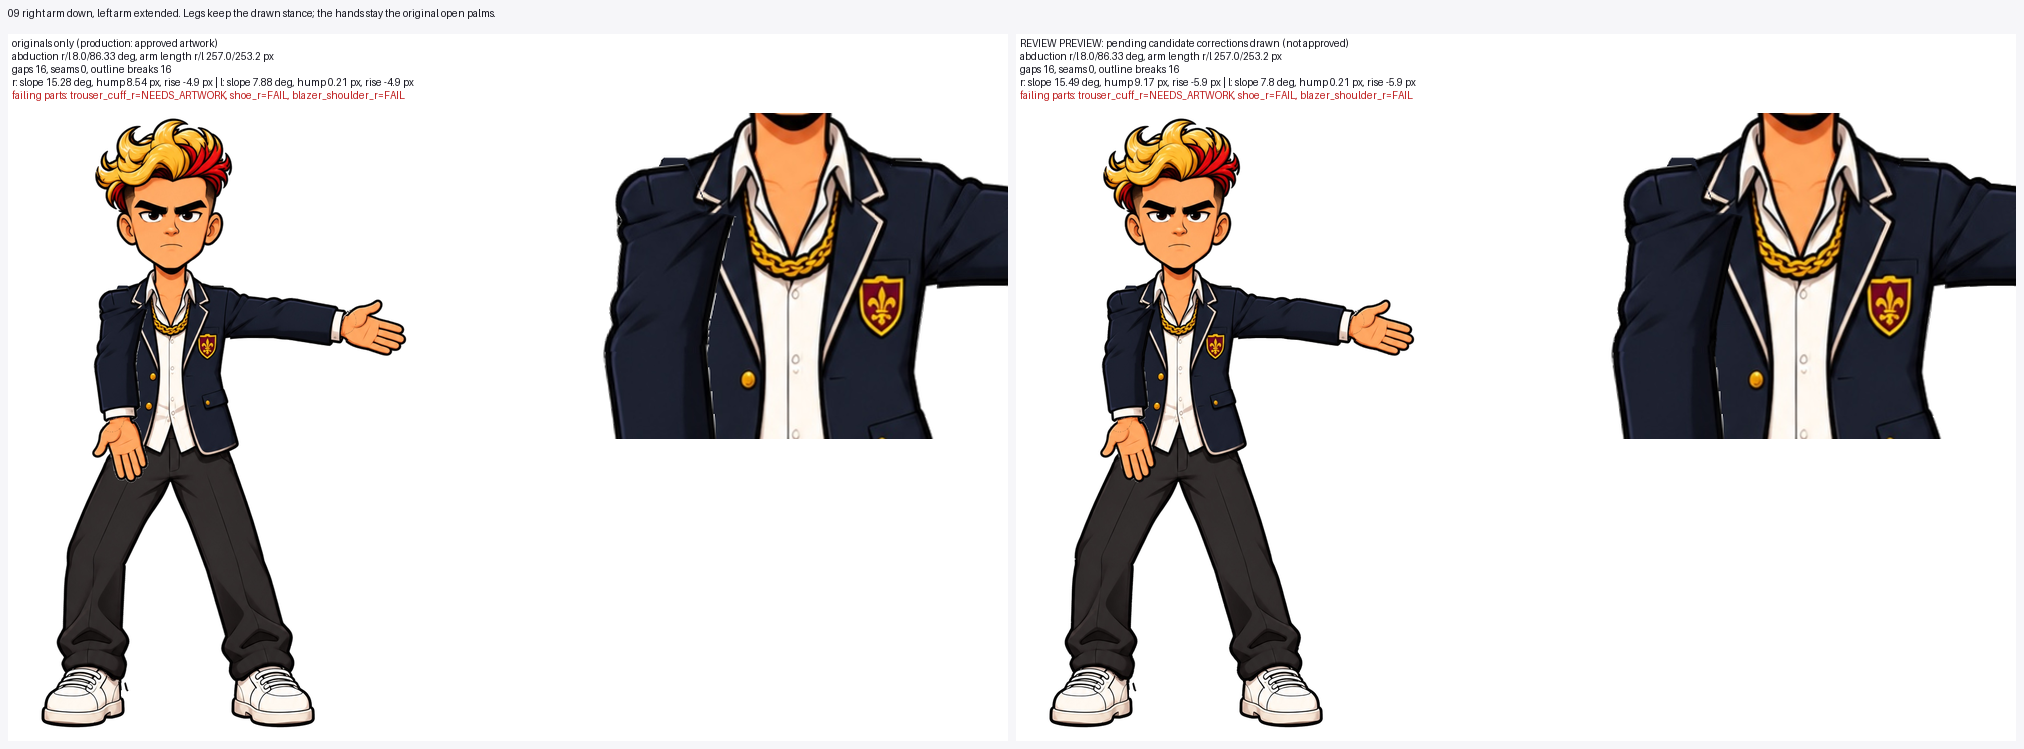 09 right arm down, left arm extended. Legs keep the drawn stance; the hands stay the original open palms.
originals only (production: approved artwork)
abduction r/l 8.0/86.33 deg, arm length r/l 257.0/253.2 px
gaps 16, seams 0, outline breaks 16
r: slope 15.28 deg, hump 8.54 px, rise -4.9 px | l: slope 7.88 deg, hump 0.21 px, rise -4.9 px
failing parts: trouser_cuff_r=NEEDS_ARTWORK, shoe_r=FAIL, blazer_shoulder_r=FAIL
REVIEW PREVIEW: pending candidate corrections drawn (not approved)
abduction r/l 8.0/86.33 deg, arm length r/l 257.0/253.2 px
gaps 16, seams 0, outline breaks 16
r: slope 15.49 deg, hump 9.17 px, rise -5.9 px | l: slope 7.8 deg, hump 0.21 px, rise -5.9 px
failing parts: trouser_cuff_r=NEEDS_ARTWORK, shoe_r=FAIL, blazer_shoulder_r=FAIL